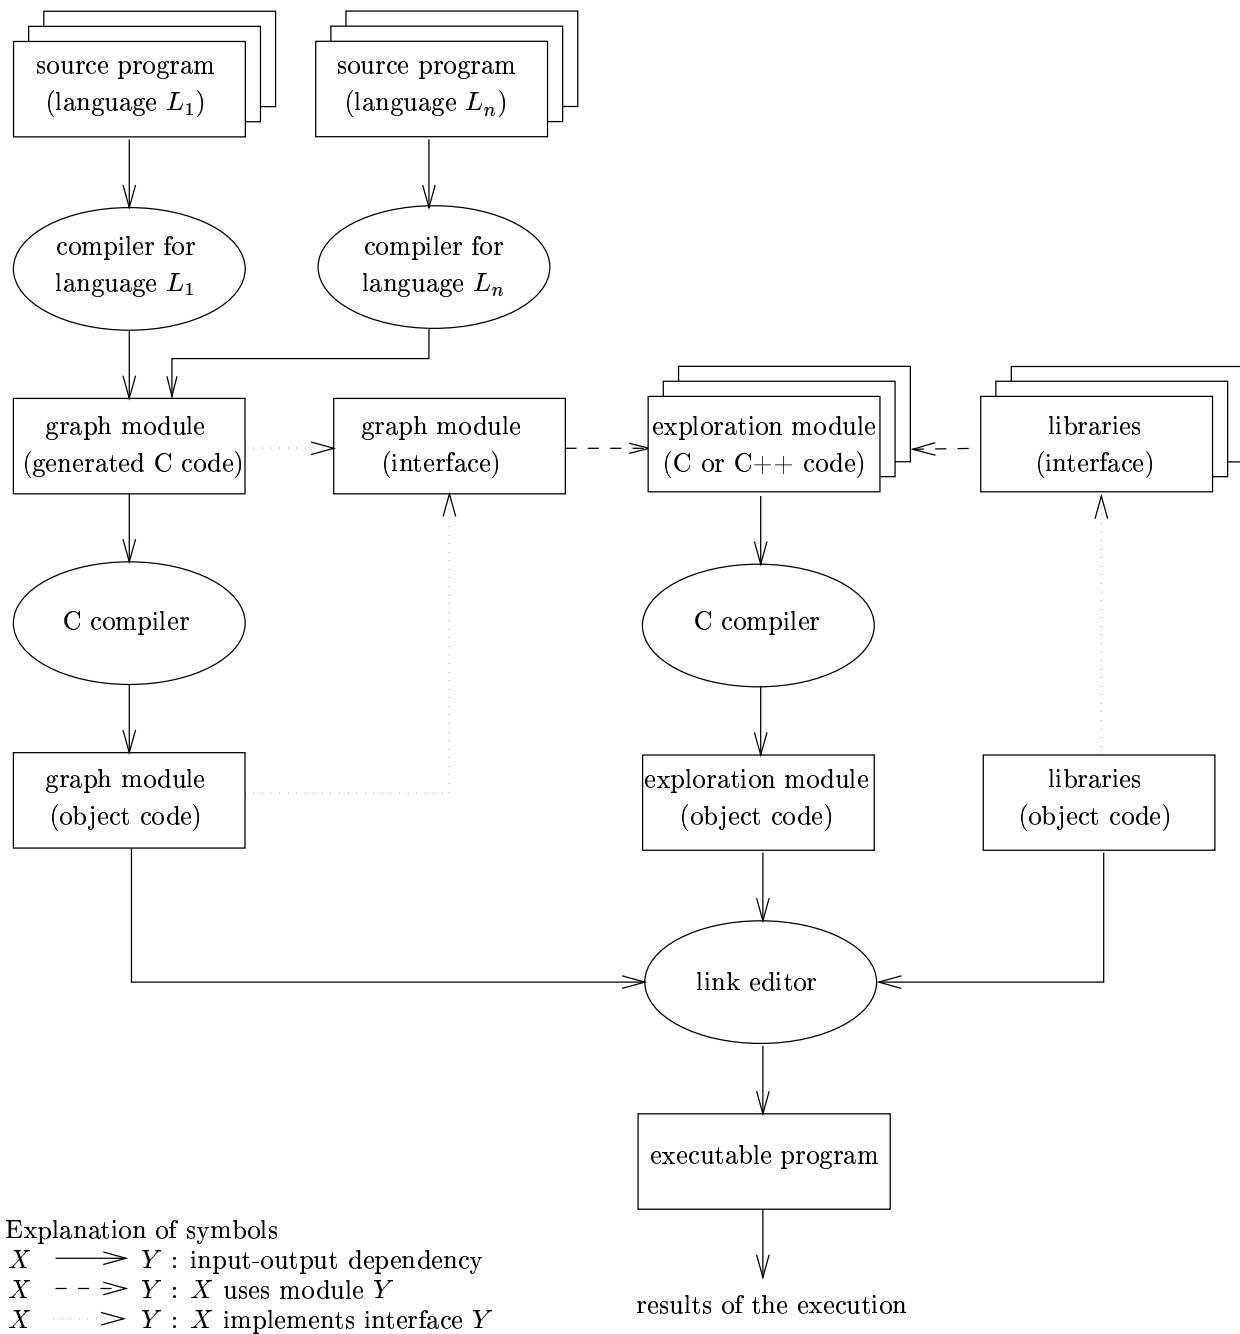 source program
(language L₁)
source program
(language Lₙ)
compiler for
language L₁
compiler for
language Lₙ
graph module
(generated C code)
graph module
(interface)
exploration module
(C or C++ code)
libraries
(interface)
C compiler
C compiler
graph module
(object code)
exploration module
(object code)
libraries
(object code)
link editor
executable program
results of the execution
Explanation of symbols
X Y : input-output dependency
X Y : X uses module Y
X Y : X implements interface Y